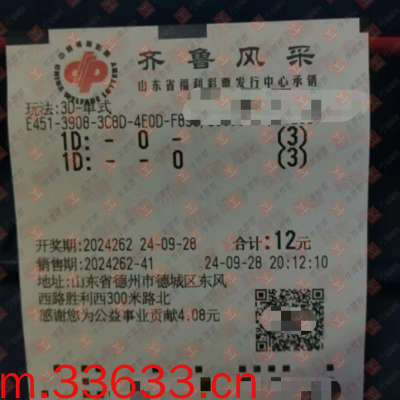 齐鲁风采
山东省福利彩票发行中心承销
玩法:3D-单式
E451-3908-3C8D-4E0D-F83
1D: - 0 - (3)
1D: - - 0 (3)
开奖期:2024262 24-09-28 合计:12元
销售期:2024262-41 24-09-28 20:12:10
地址:山东省德州市德城区东风
西路胜利西300米路北
感谢您为公益事业贡献4.08元
m.33633.cn